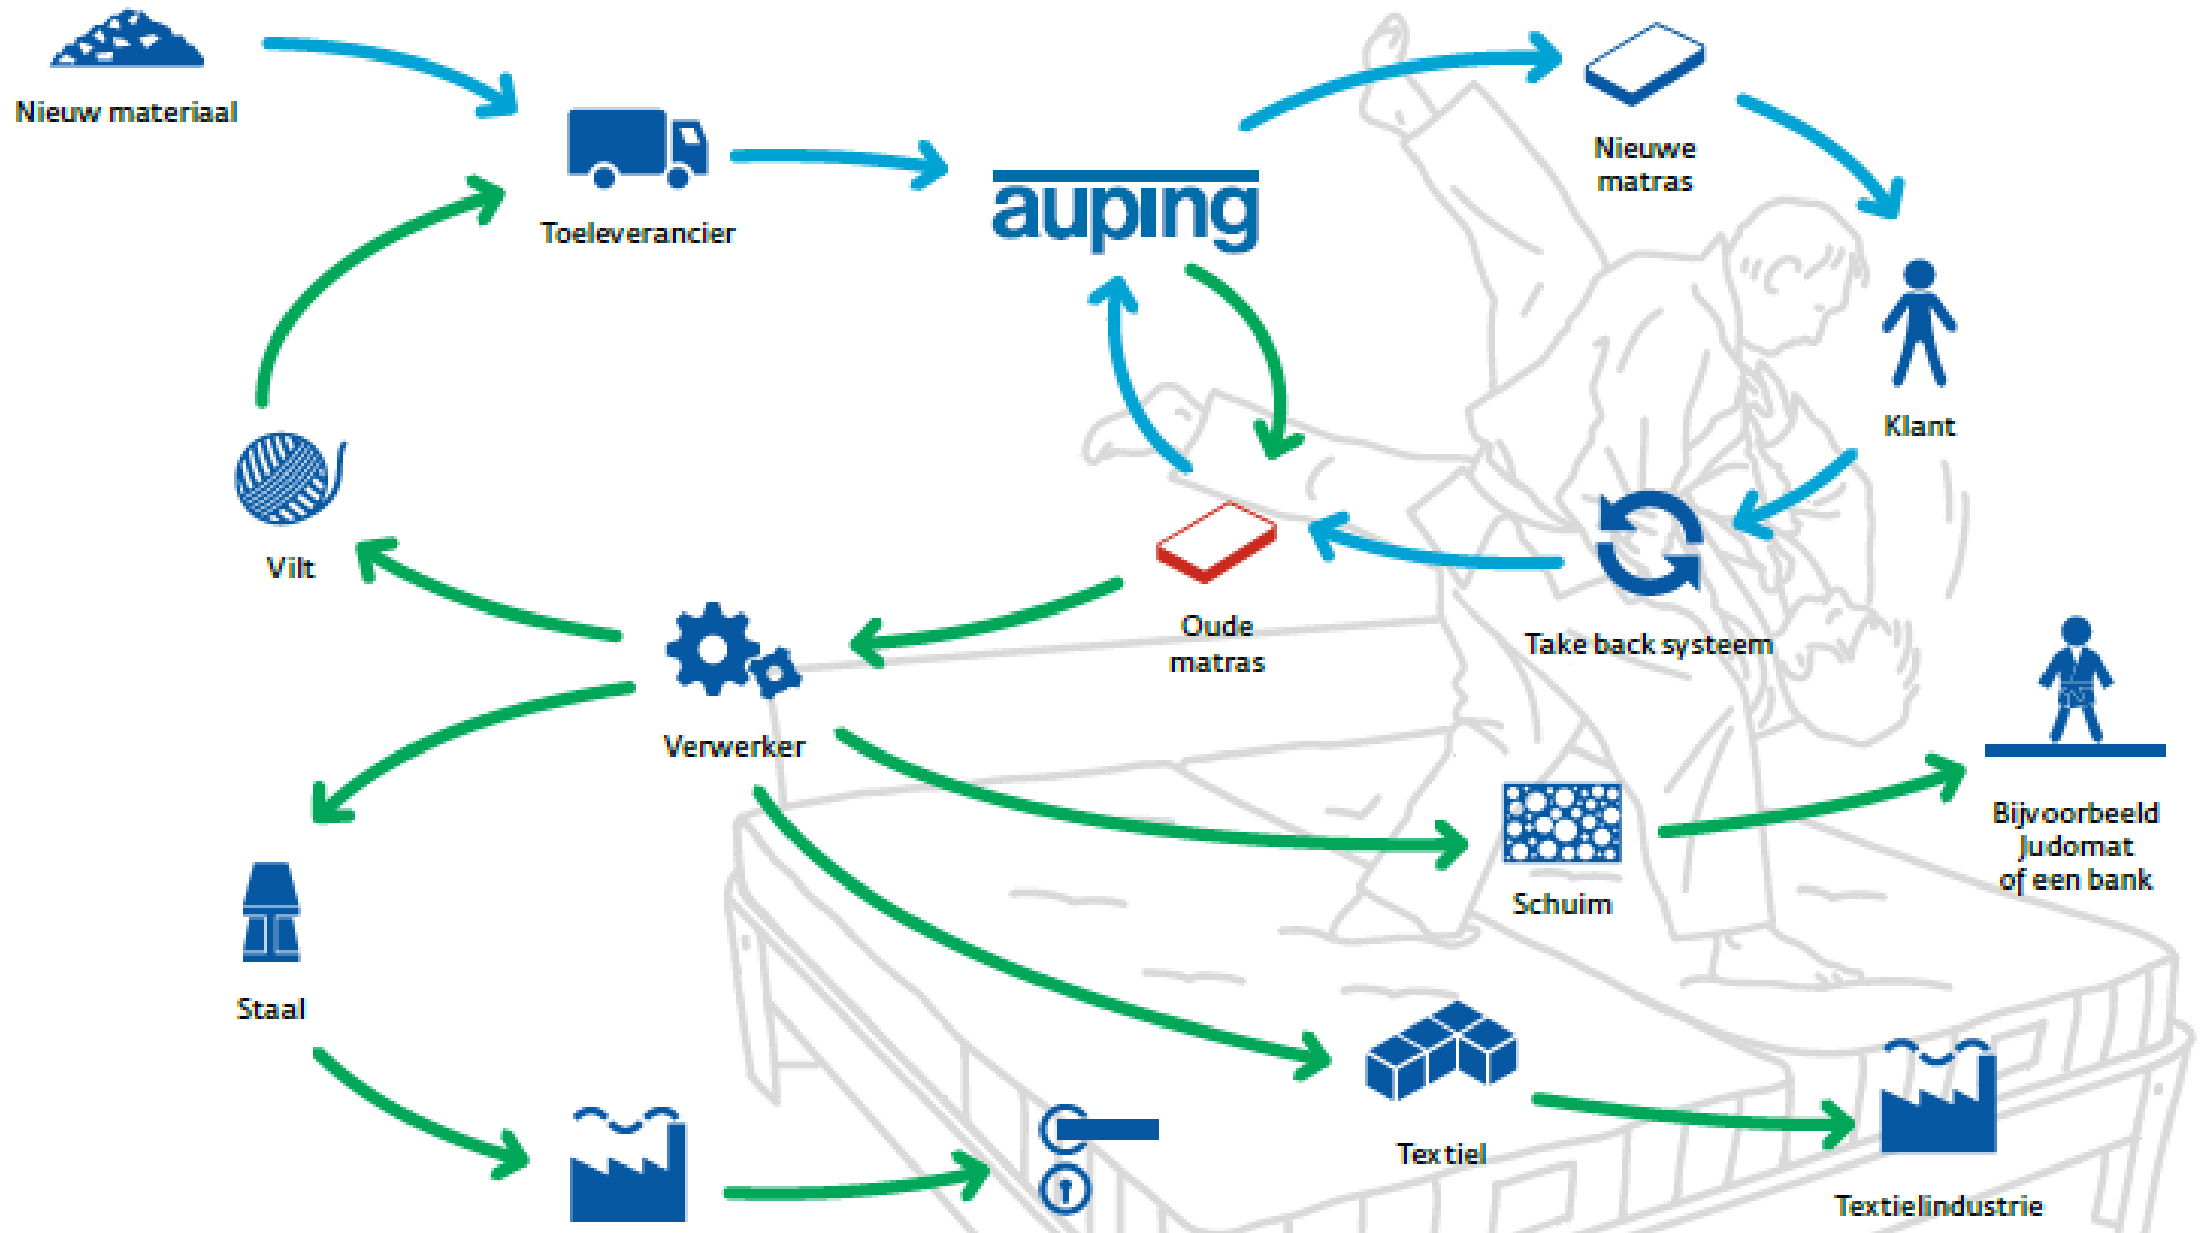 Nieuw materiaal
Toeleverancier
auping
Nieuwe
matras
Klant
Vilt
Oude
matras
Take back systeem
Verwerker
Bijvoorbeeld
Judomat
of een bank
Schuim
Staal
Textiel
Textielindustrie